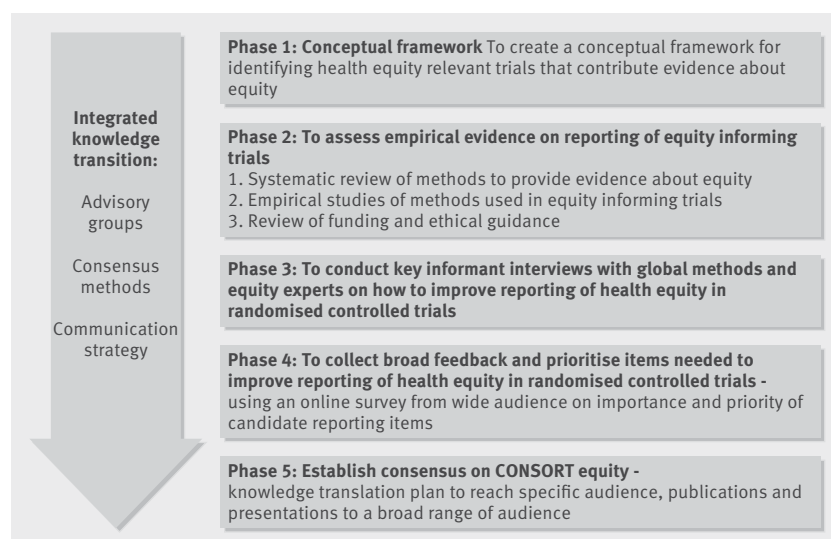 Integrated
knowledge
transition:
Advisory
groups
Consensus
methods
Communication
strategy
Phase 1: Conceptual framework To create a conceptual framework for
identifying health equity relevant trials that contribute evidence about
equity
Phase 2: To assess empirical evidence on reporting of equity informing
trials
1. Systematic review of methods to provide evidence about equity
2. Empirical studies of methods used in equity informing trials
3. Review of funding and ethical guidance
Phase 3: To conduct key informant interviews with global methods and
equity experts on how to improve reporting of health equity in
randomised controlled trials
Phase 4: To collect broad feedback and prioritise items needed to
improve reporting of health equity in randomised controlled trials -
using an online survey from wide audience on importance and priority of
candidate reporting items
Phase 5: Establish consensus on CONSORT equity -
knowledge translation plan to reach specific audience, publications and
presentations to a broad range of audience